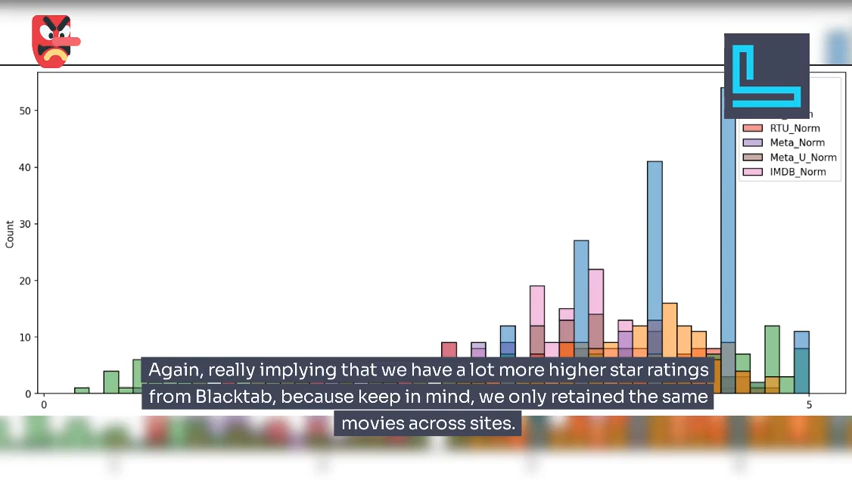 50
RTU_Norm
Meta_Norm
Meta_U_Norm
IMDB_Norm
40
30
20
10
0
Count
0
5
Again, really implying that we have a lot more higher star ratings
from Blacktab, because keep in mind, we only retained the same
movies across sites.